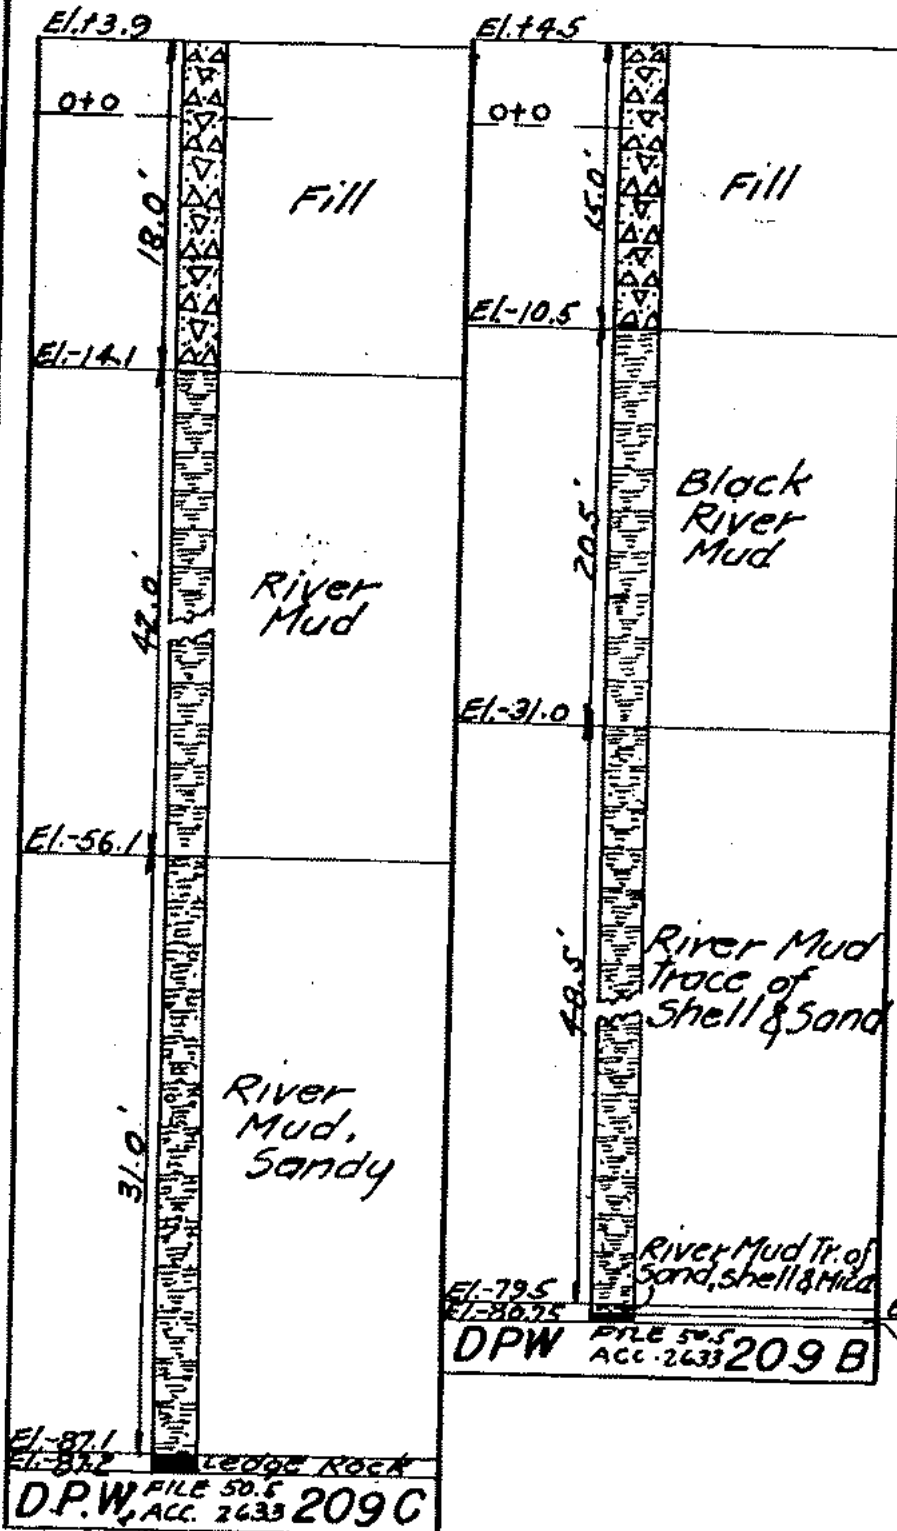 El.+3.9
0+0
18.0'
Fill
El.-14.1
42.0'
River
Mud
El.-56.1
31.0'
River
Mud,
Sandy
El.-87.1
Ledge Rock
D.P.W. FILE 50.5
ACC. 2633 209 C
El.+4.5
0+0
15.0'
Fill
El.-10.5
20.5'
Black
River
Mud
El.-31.0
48.5'
River Mud
trace of
Shell & Sand
River Mud Tr. of
Sand, shell & Mica
El.-79.5
El.-80.75
DPW FILE 50.5
ACC. 2633 209 B